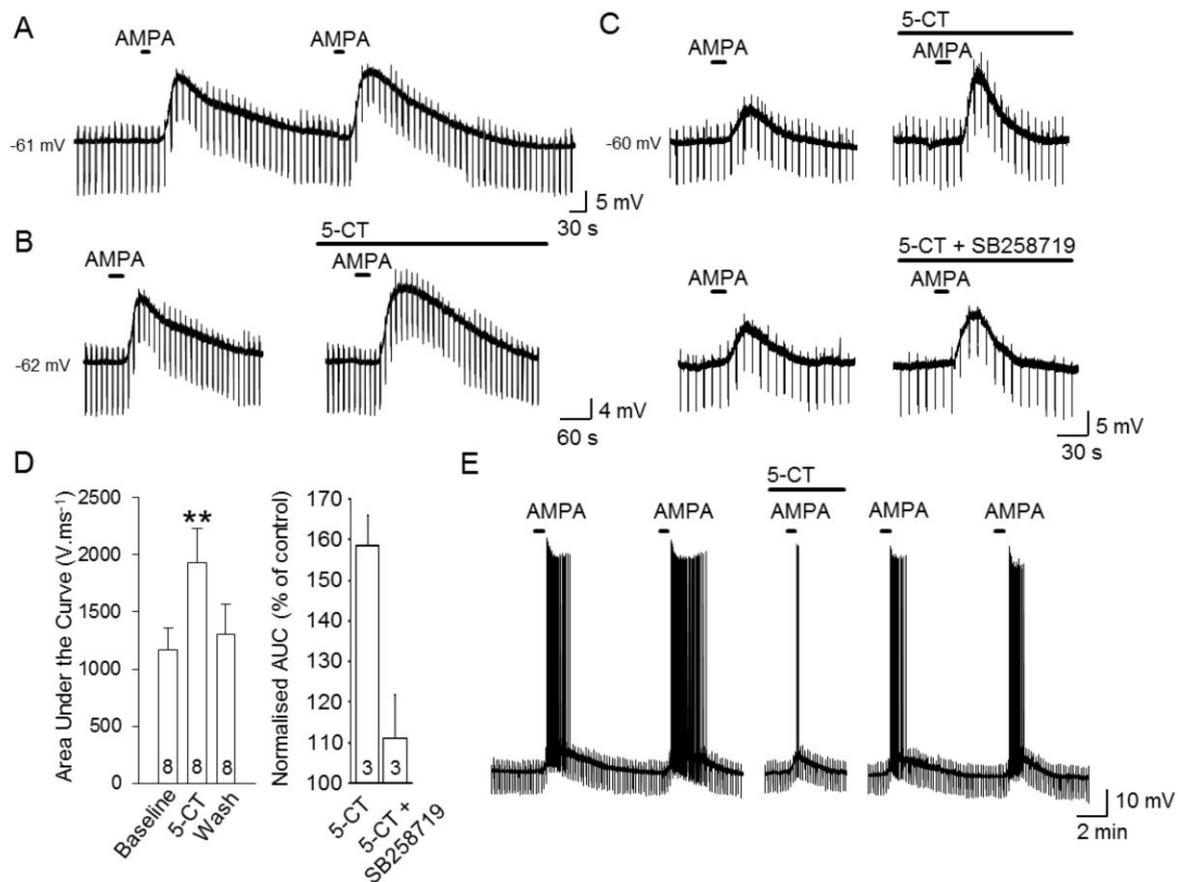 A
AMPA
AMPA
-61 mV
5 mV
30 s
B
5-CT
AMPA
AMPA
-62 mV
4 mV
60 s
C
5-CT
AMPA
AMPA
-60 mV
5-CT + SB258719
AMPA
AMPA
5 mV
30 s
D
Area Under the Curve (V.ms-1)
2500
2000
1500
1000
500
0
**
8
8
8
Baseline
5-CT
Wash
Normalised AUC (% of control)
170
160
150
140
130
120
110
100
3
3
5-CT
5-CT +
SB258719
E
5-CT
AMPA
AMPA
AMPA
AMPA
AMPA
10 mV
2 min